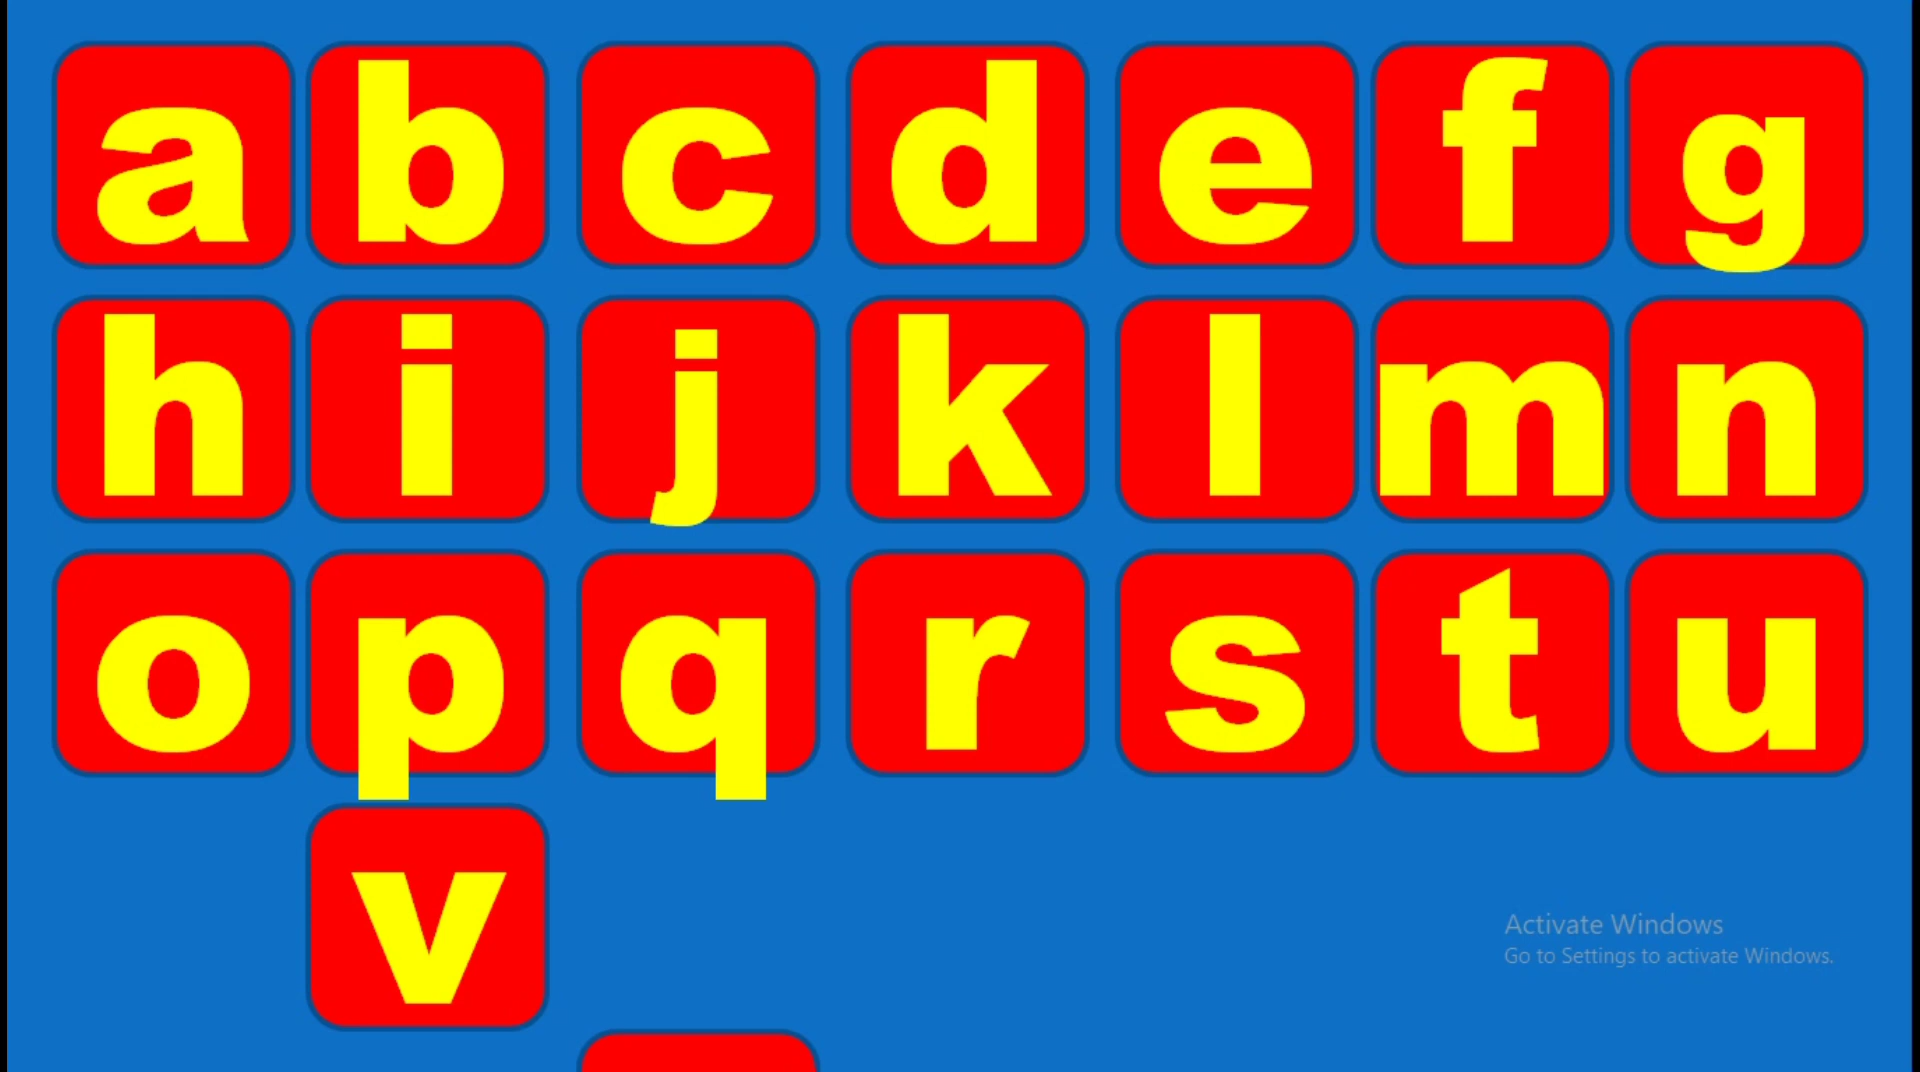 a b c d e f g
h i j k l m n
o p q r s t u
v
Activate Windows
Go to Settings to activate Windows.